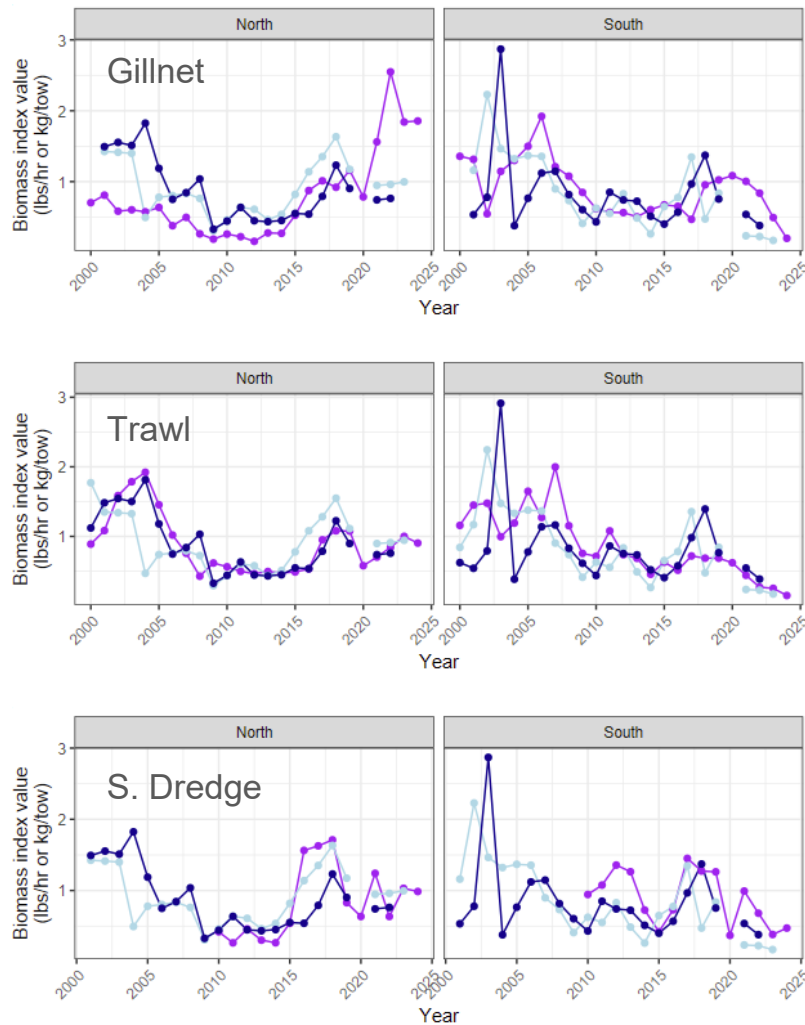 North South
Gillnet
Biomass index value
(lbs/hr or kg/tow)
3
2
1
2000 2005 2010 2015 2020 2025 2000 2005 2010 2015 2020 2025
Year
North South
Trawl
Biomass index value
(lbs/hr or kg/tow)
3
2
1
2000 2005 2010 2015 2020 2025 2000 2005 2010 2015 2020 2025
Year
North South
S. Dredge
Biomass index value
(lbs/hr or kg/tow)
3
2
1
2000 2005 2010 2015 2020 2025 2000 2005 2010 2015 2020 2025
Year